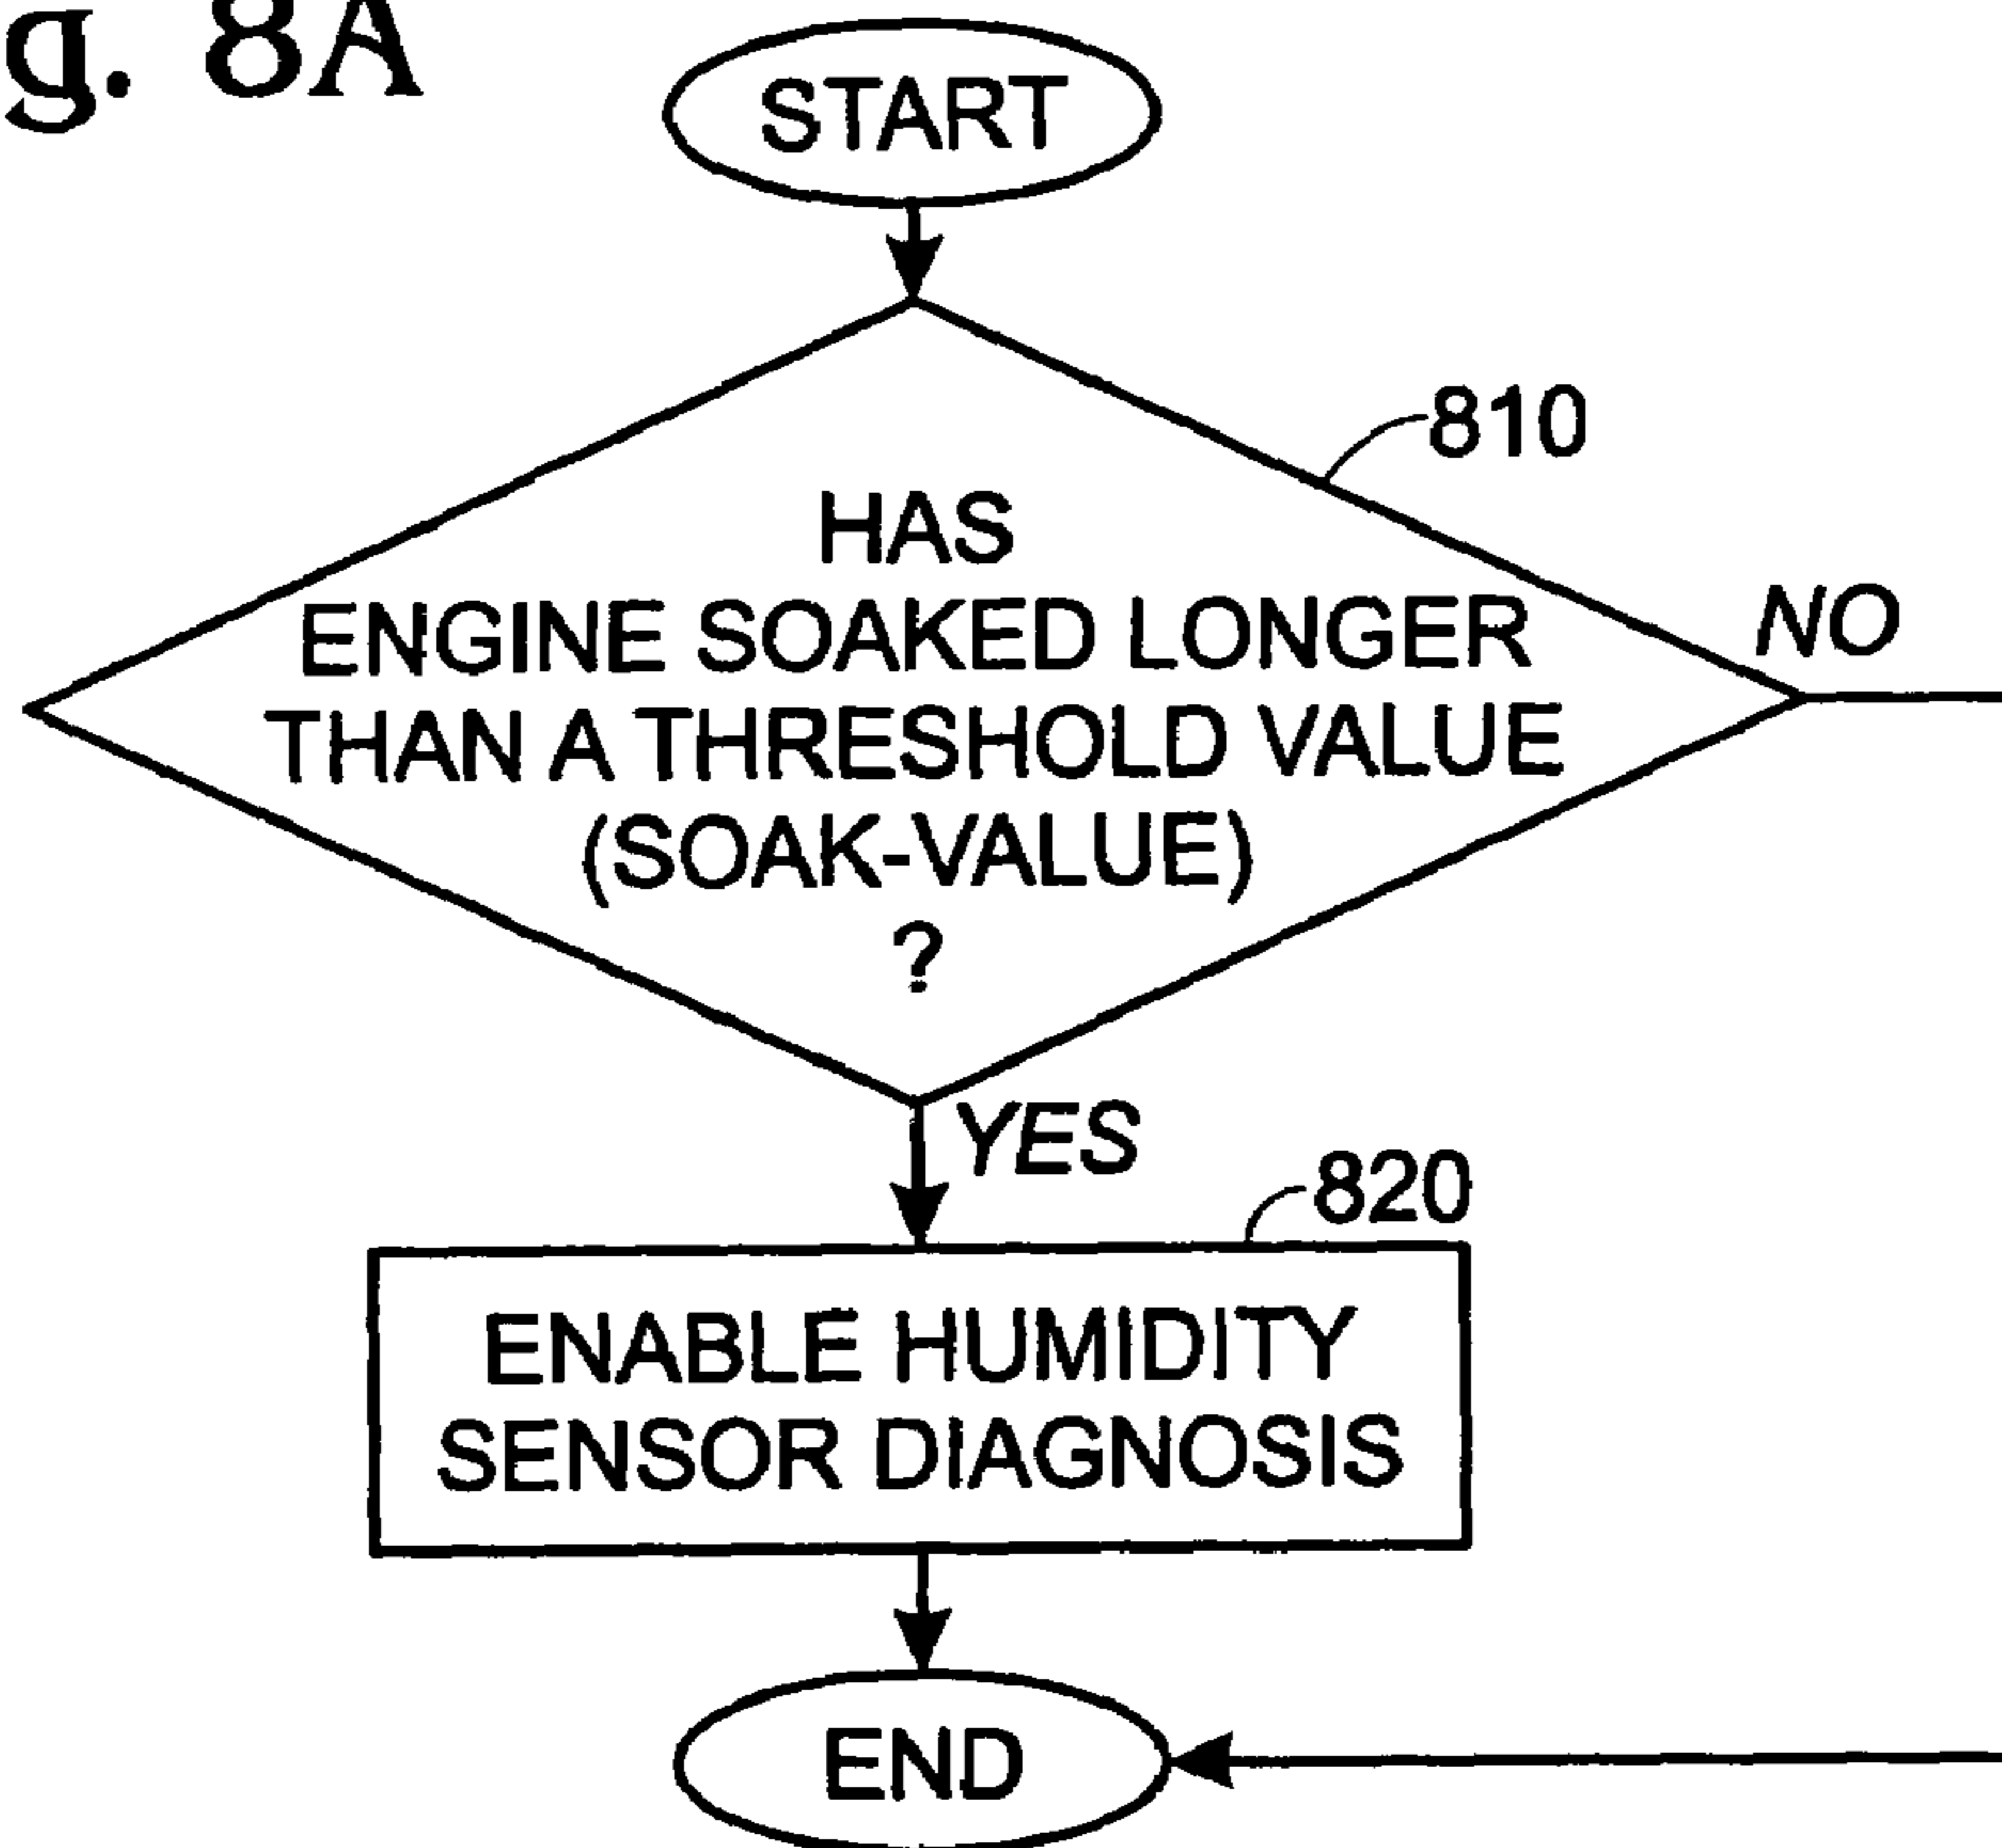 g. 8A
START
810
HAS
ENGINE SOAKED LONGER
THAN A THRESHOLD VALUE
(SOAK-VALUE)
?
NO
YES
820
ENABLE HUMIDITY
SENSOR DIAGNOSIS
END